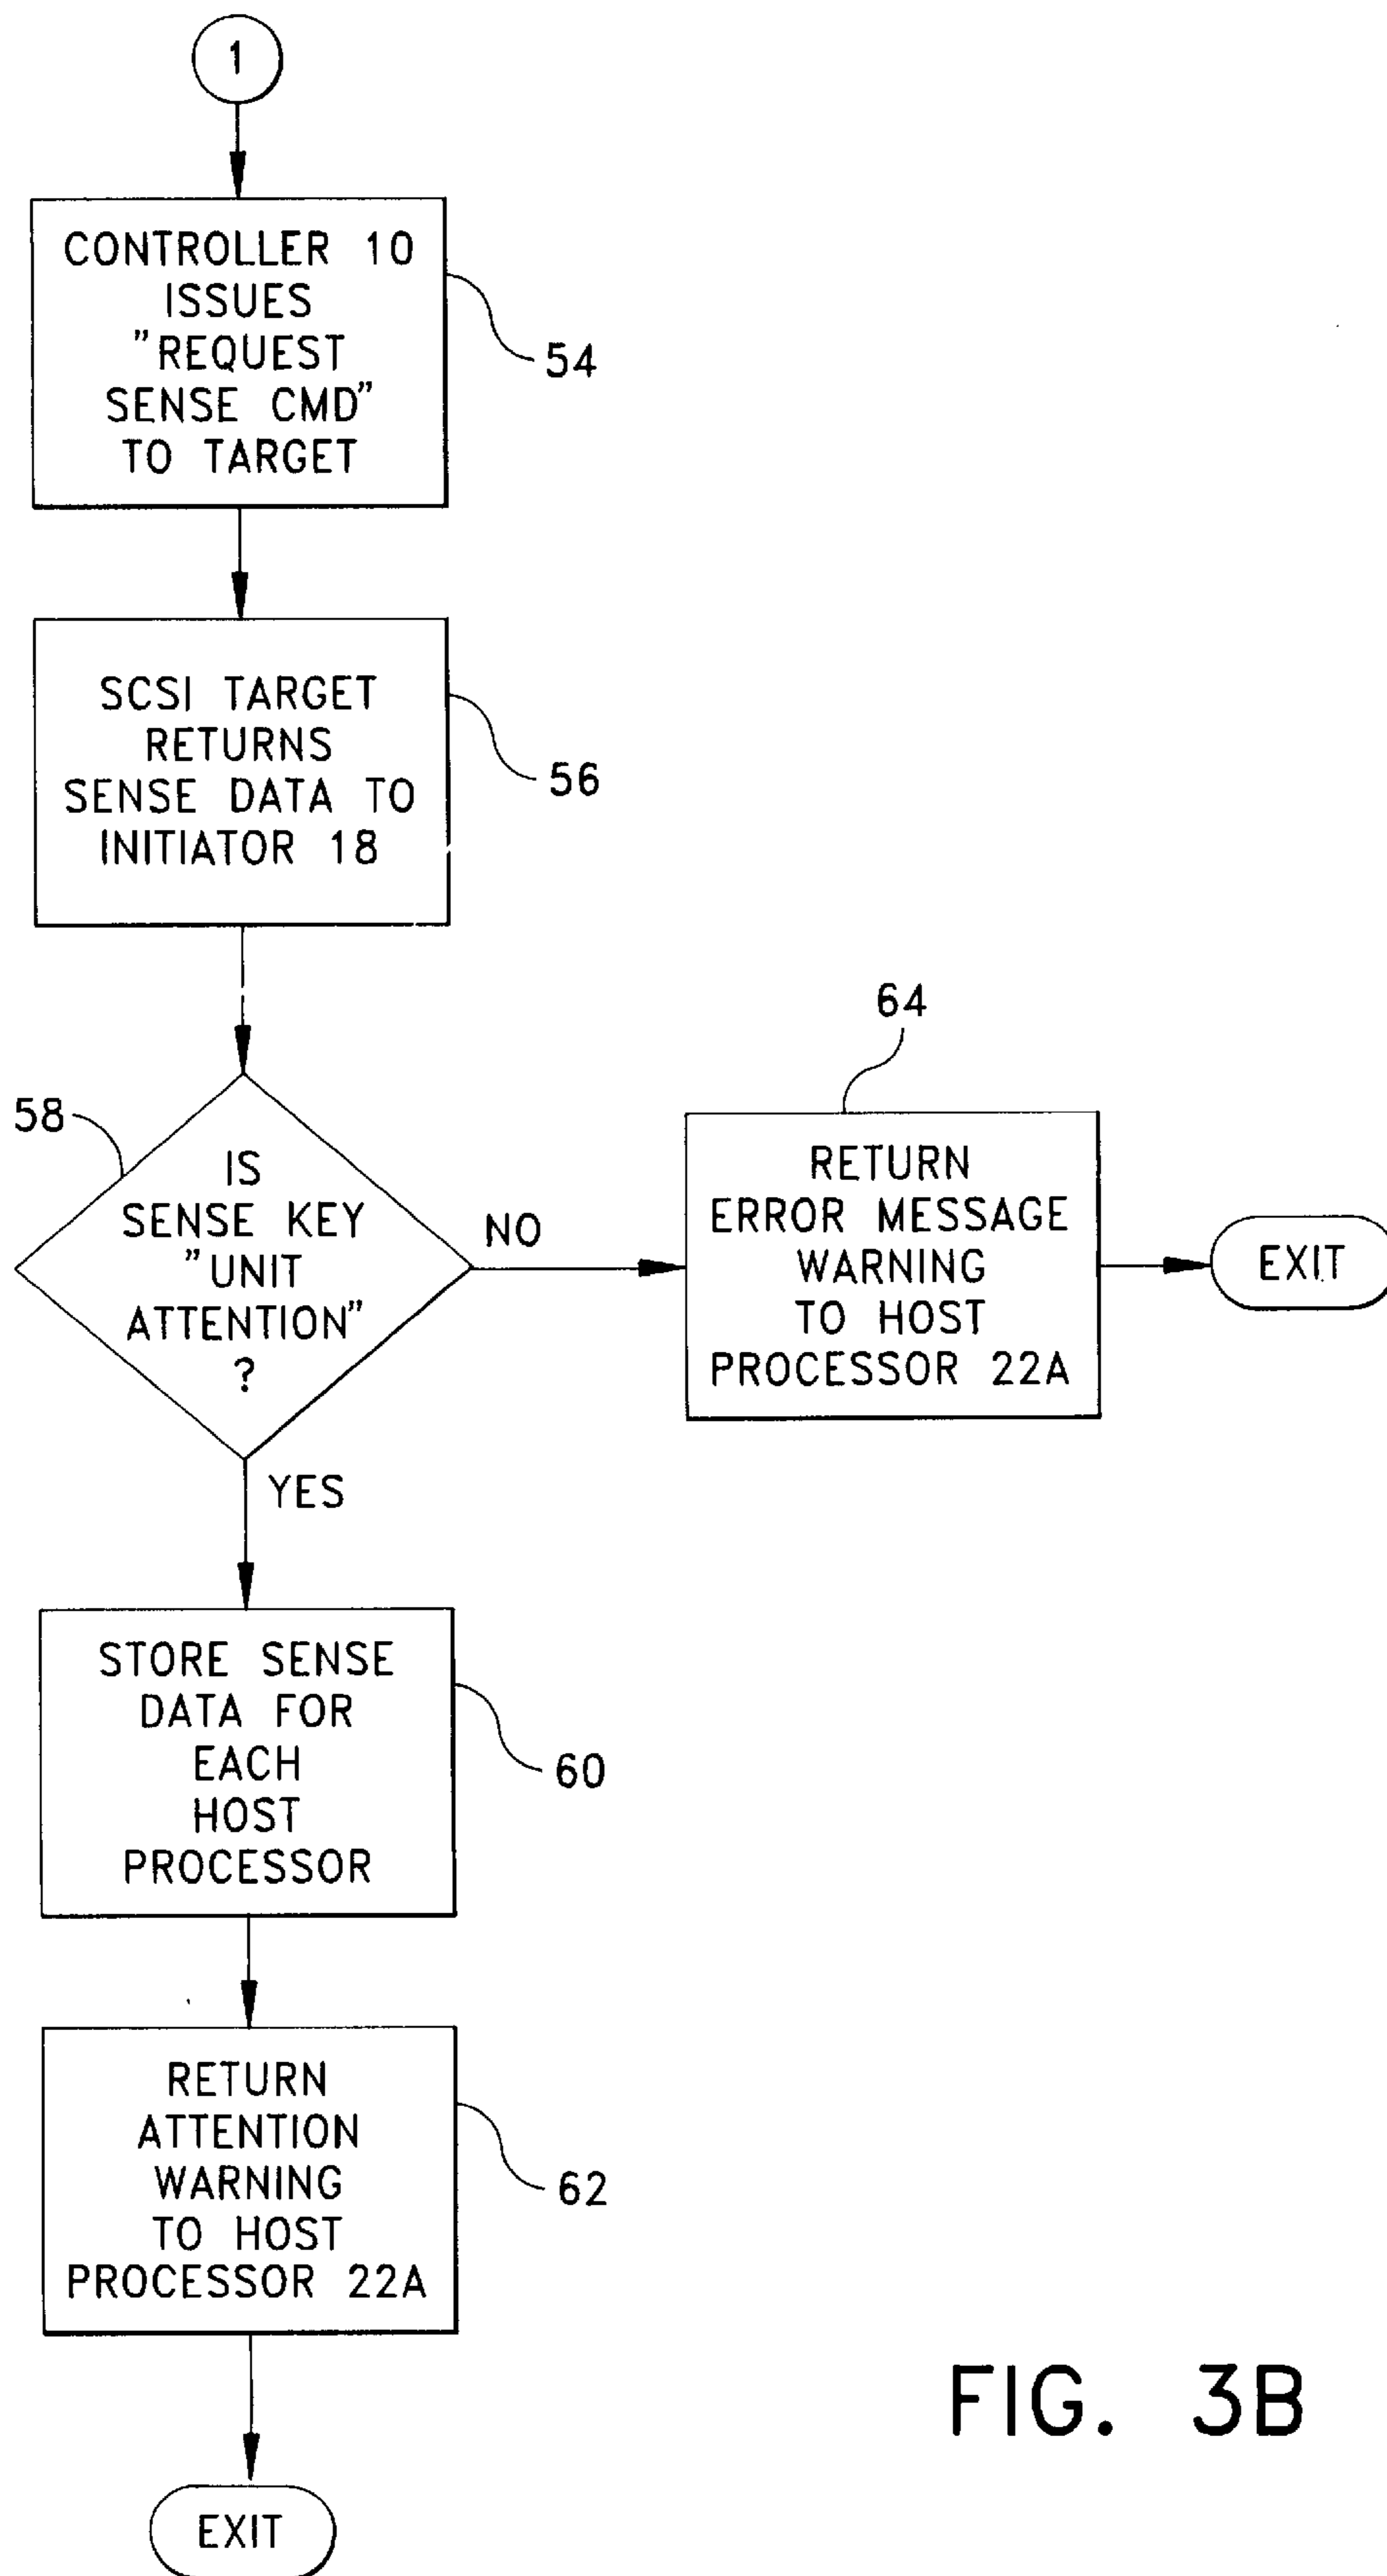 1
CONTROLLER 10
ISSUES
"REQUEST
SENSE CMD"
TO TARGET
54
SCSI TARGET
RETURNS
SENSE DATA TO
INITIATOR 18
56
58
IS
SENSE KEY
"UNIT
ATTENTION"
?
NO
64
RETURN
ERROR MESSAGE
WARNING
TO HOST
PROCESSOR 22A
EXIT
YES
STORE SENSE
DATA FOR
EACH
HOST
PROCESSOR
60
RETURN
ATTENTION
WARNING
TO HOST
PROCESSOR 22A
62
EXIT
FIG. 3B